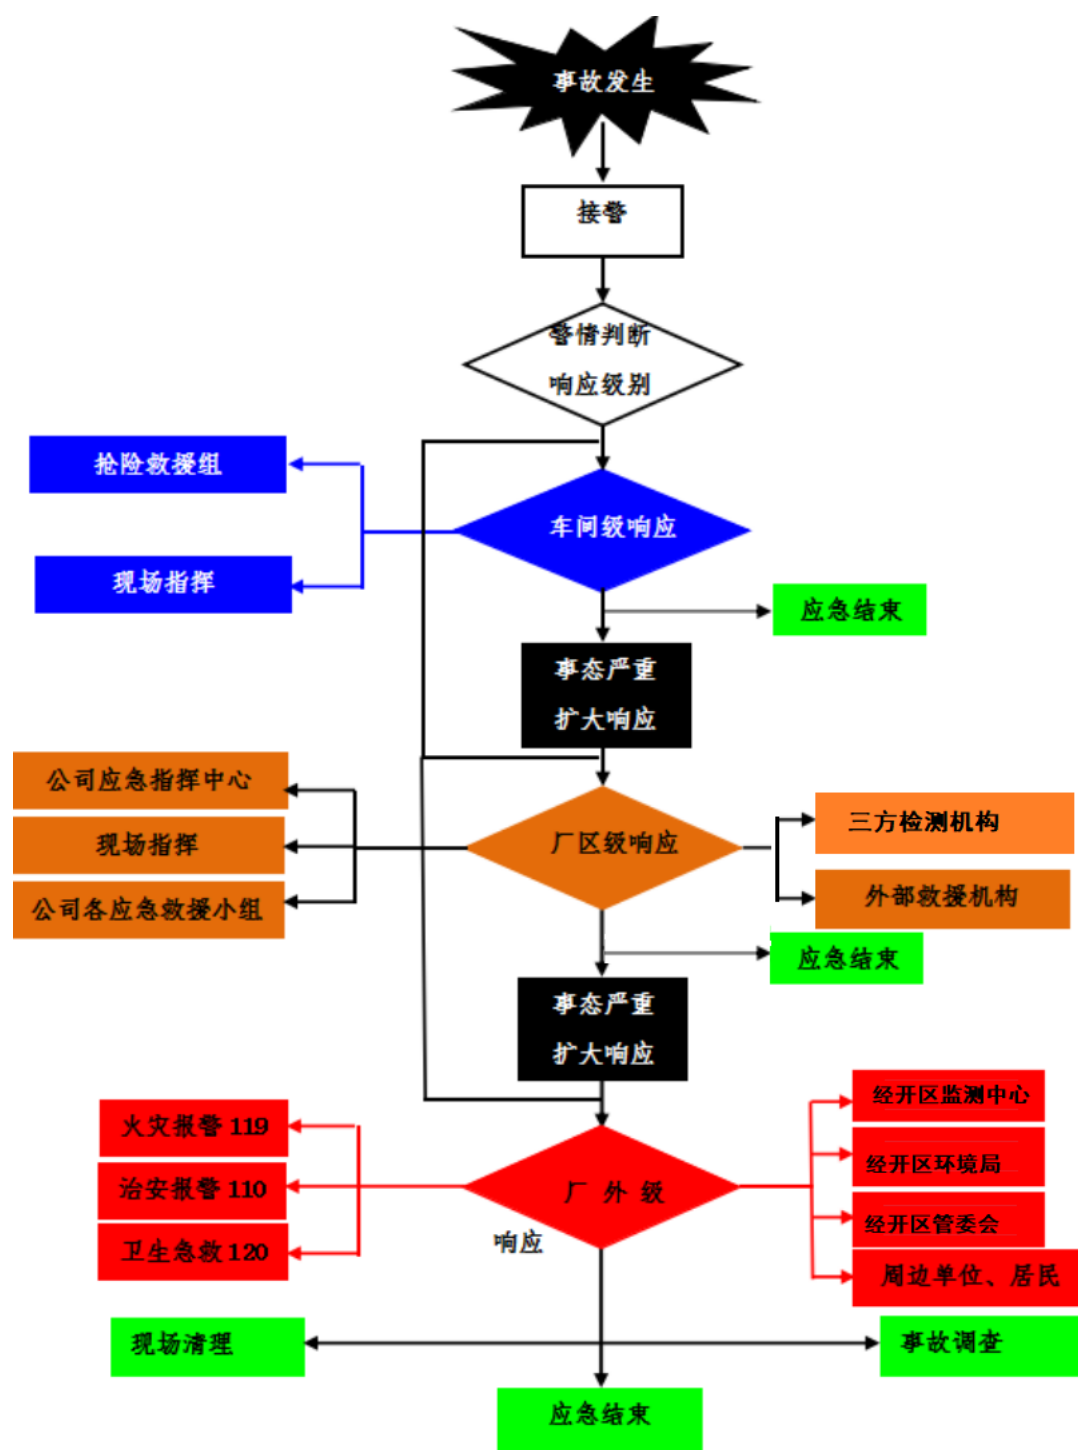 事故发生
接警
警情判断
响应级别
抢险救援组
车间级响应
现场指挥
应急结束
事态严重
扩大响应
公司应急指挥中心
现场指挥
公司各应急救援小组
厂区级响应
三方检测机构
外部救援机构
应急结束
事态严重
扩大响应
火灾报警 119
治安报警 110
卫生急救 120
厂 外 级
响应
经开区监测中心
经开区环境局
经开区管委会
周边单位、居民
现场清理
事故调查
应急结束